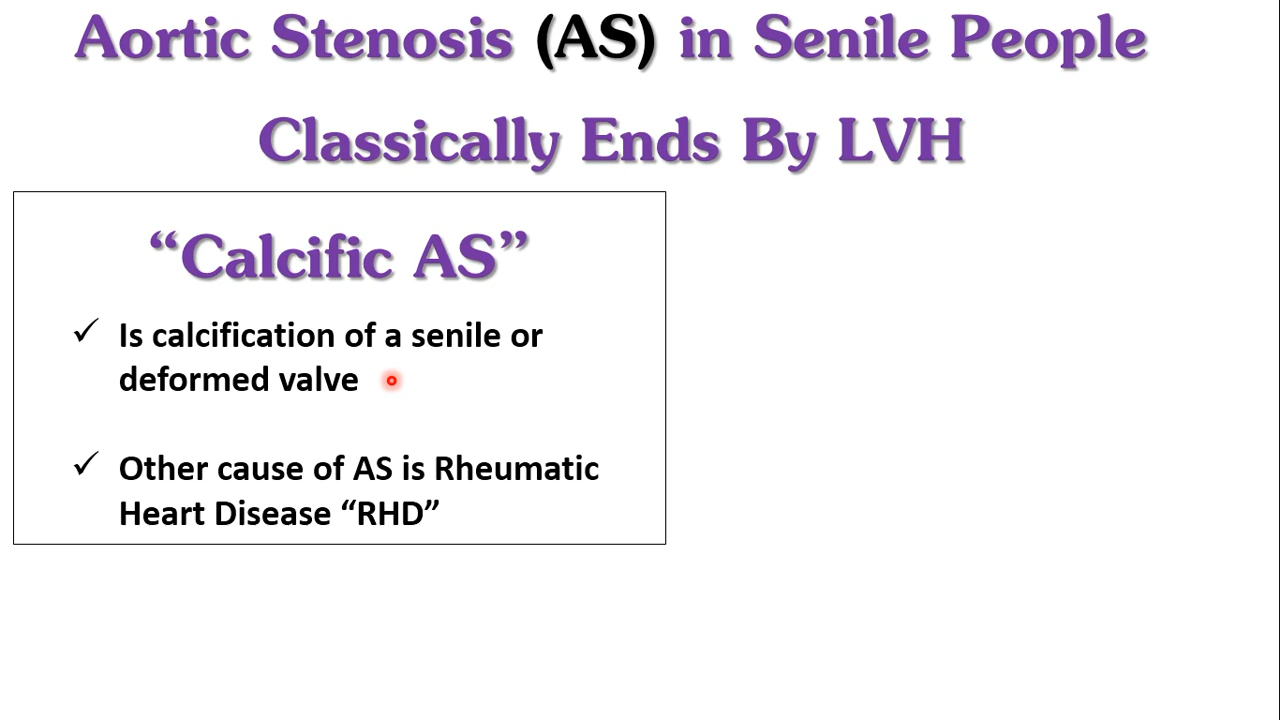 Aortic Stenosis (AS) in Senile People
Classically Ends By LVH
“Calcific AS”
✓ Is calcification of a senile or
deformed valve
✓ Other cause of AS is Rheumatic
Heart Disease “RHD”